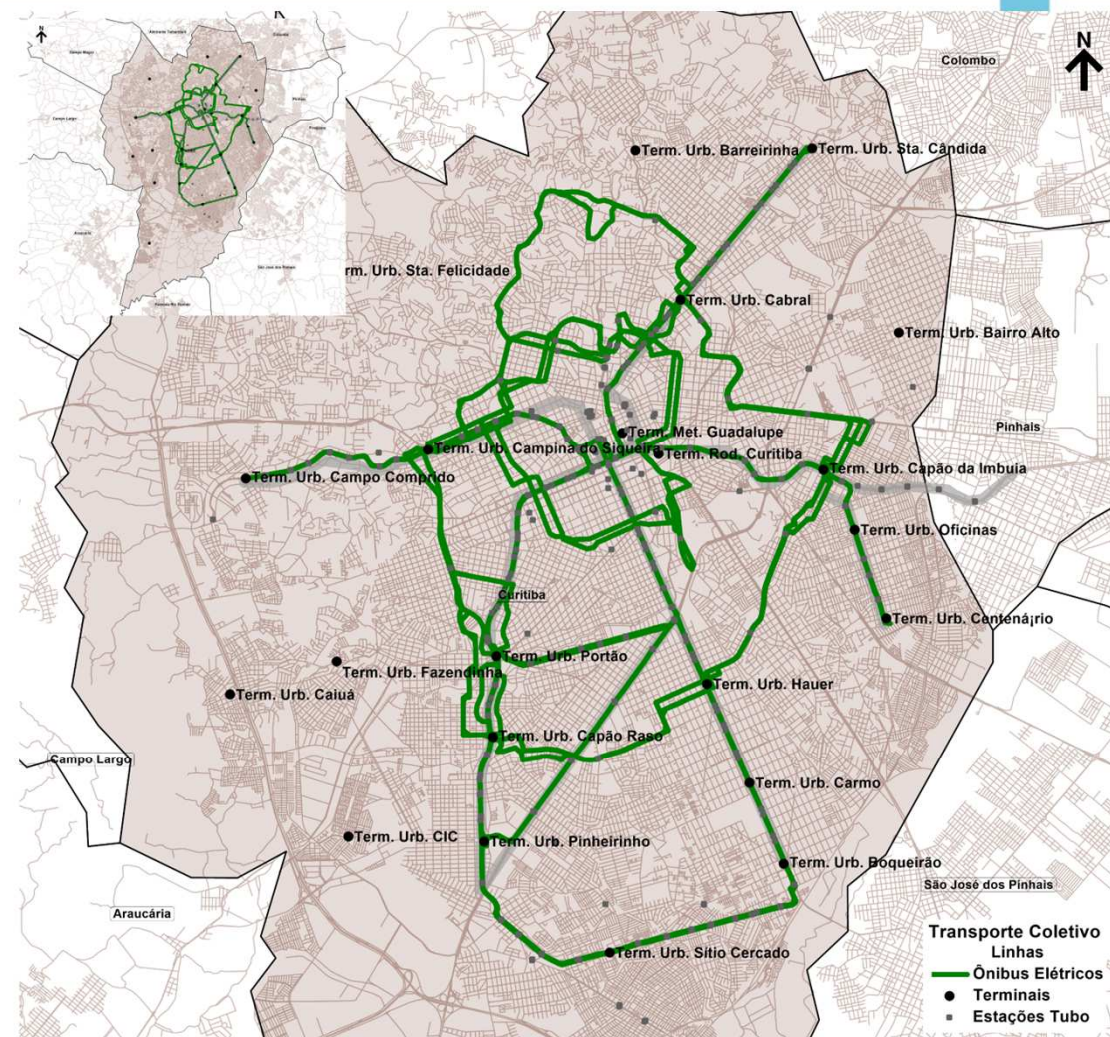 N
Colombo
Term. Urb. Barreirinha
Term. Urb. Sta. Cândida
rm. Urb. Sta. Felicidade
Term. Urb. Cabral
Term. Urb. Bairro Alto
Pinhais
Term. Met. Guadalupe
Term. Urb. Campina do Siqueira
Term. Rod. Curitiba
Term. Urb. Capão da Imbuia
Term. Urb. Campo Comprido
Term. Urb. Oficinas
Curitiba
Term. Urb. Centená¡rio
Term. Urb. Portão
Term. Urb. Fazendinha
Term. Urb. Hauer
Term. Urb. Caiuá
Term. Urb. Capão Raso
Campo Largo
Term. Urb. Carmo
Term. Urb. CIC
Term. Urb. Pinheirinho
Term. Urb. Boqueirão
São José dos Pinhais
Araucária
Term. Urb. Sítio Cercado
Transporte Coletivo
Linhas
Ônibus Elétricos
Terminais
Estações Tubo